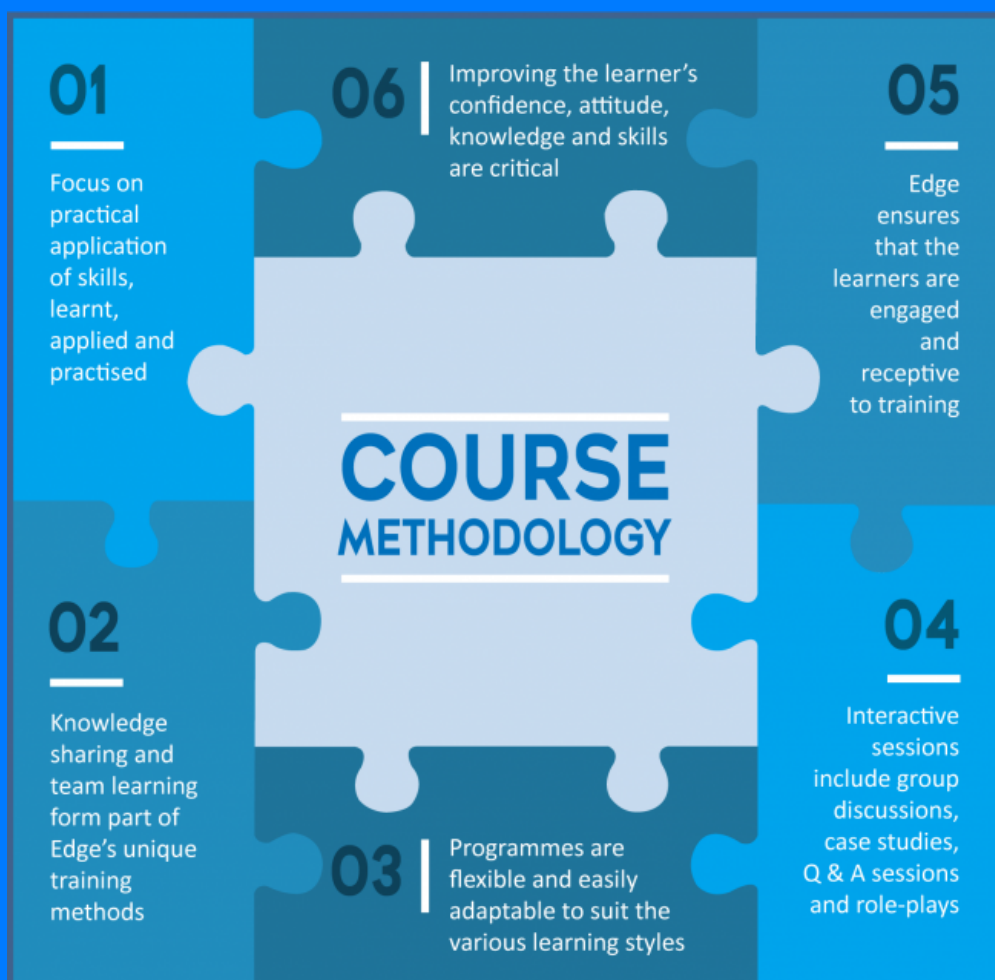 01
Focus on
practical
application
of skills,
learnt,
applied and
practised
02
Knowledge
sharing and
team learning
form part of
Edge's unique
training
methods
03
Programmes are
flexible and easily
adaptable to suit the
various learning styles
04
Interactive
sessions
include group
discussions,
case studies,
Q & A sessions
and role-plays
05
Edge
ensures
that the
learners are
engaged
and
receptive
to training
06
Improving the learner's
confidence, attitude,
knowledge and skills
are critical
COURSE
METHODOLOGY